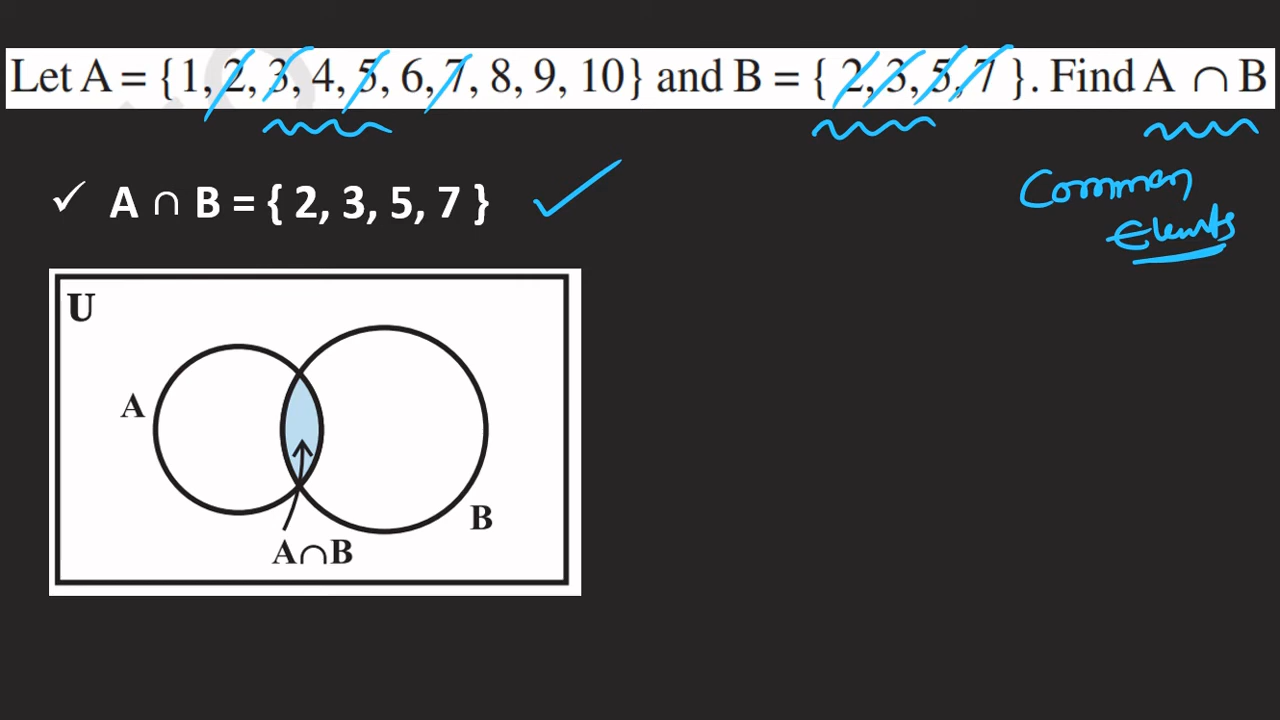 Let A = {1, 2, 3, 4, 5, 6, 7, 8, 9, 10} and B = { 2, 3, 5, 7 }. Find A ∩ B
✓ A ∩ B = { 2, 3, 5, 7 }
Common
U
A
B
A∩B